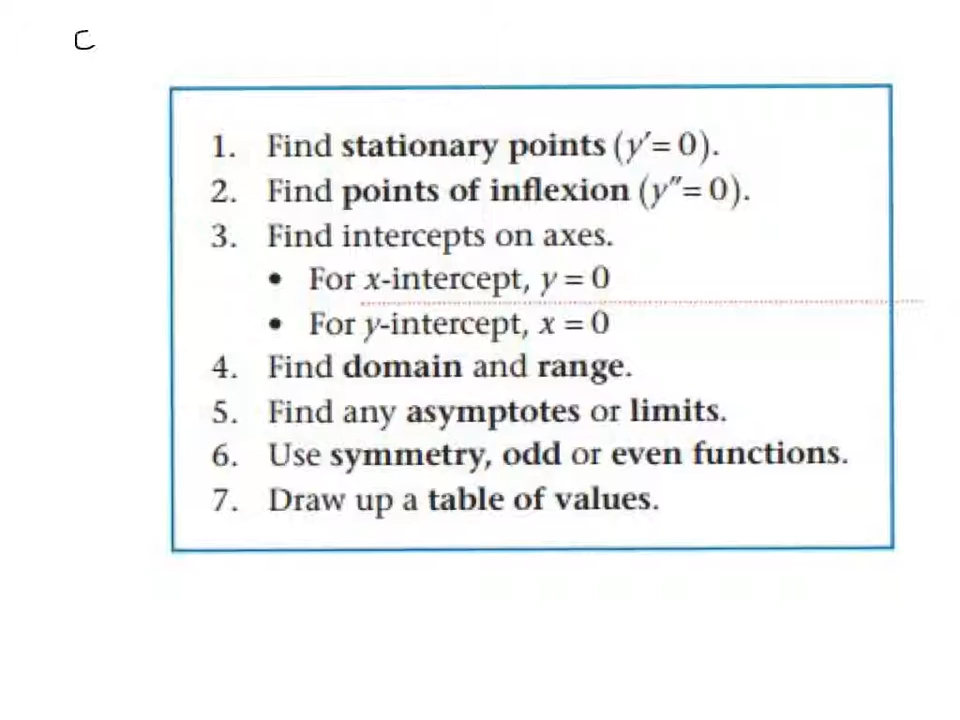 C
1. Find stationary points (y′= 0).
2. Find points of inflexion (y″= 0).
3. Find intercepts on axes.
• For x-intercept, y = 0
• For y-intercept, x = 0
4. Find domain and range.
5. Find any asymptotes or limits.
6. Use symmetry, odd or even functions.
7. Draw up a table of values.